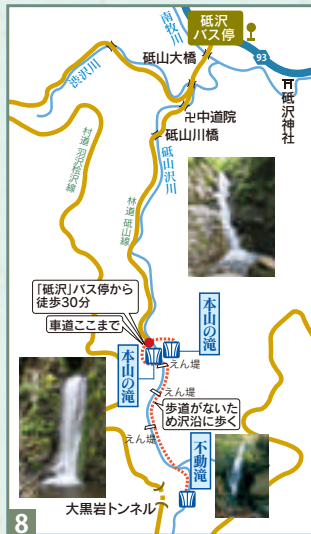 砥沢
バス停
南牧川
93
砥山大橋
渋沢川
砥沢神社
卍中道院
砥山川橋
村道 羽沢桧沢線
林道 砥山線
砥山沢川
「砥沢」バス停から
徒歩30分
車道ここまで
本山の滝
本山の滝
えん堤
えん堤
歩道がないた
め沢沿に歩く
えん堤
不動滝
大黒岩トンネル
8